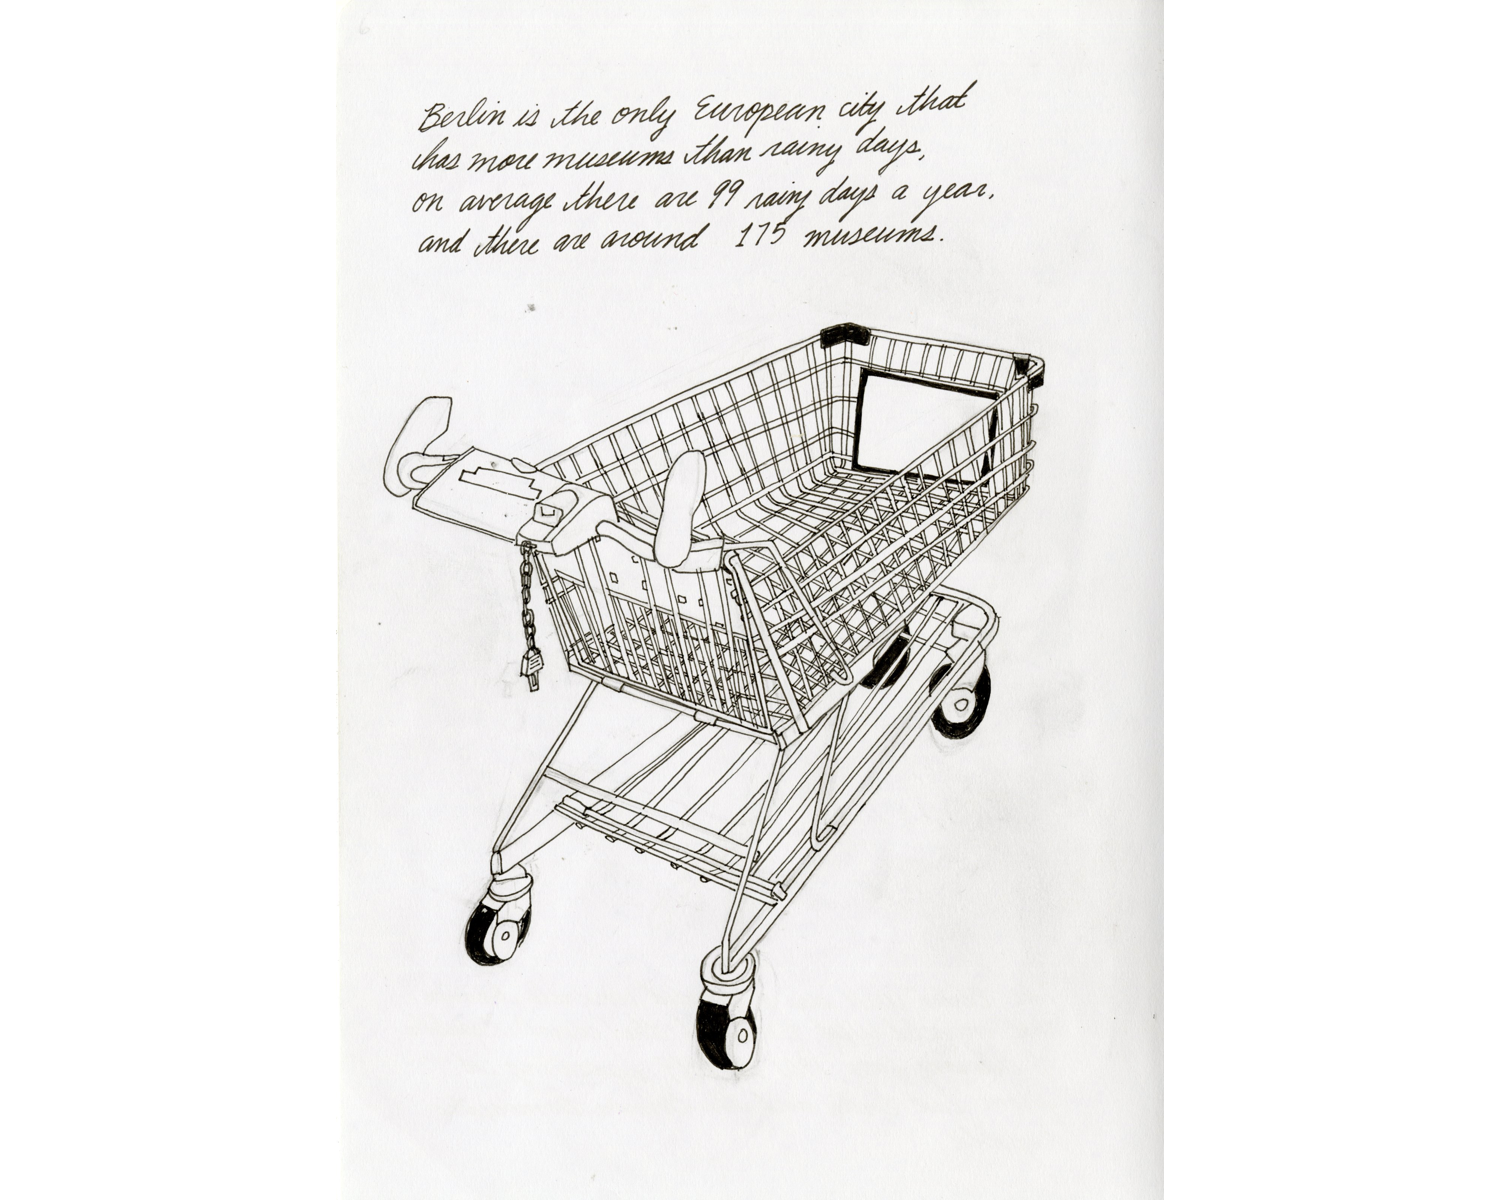 Berlin is the only European city that
has more museums than rainy days,
on average there are 99 rainy days a year,
and there are around 175 museums.